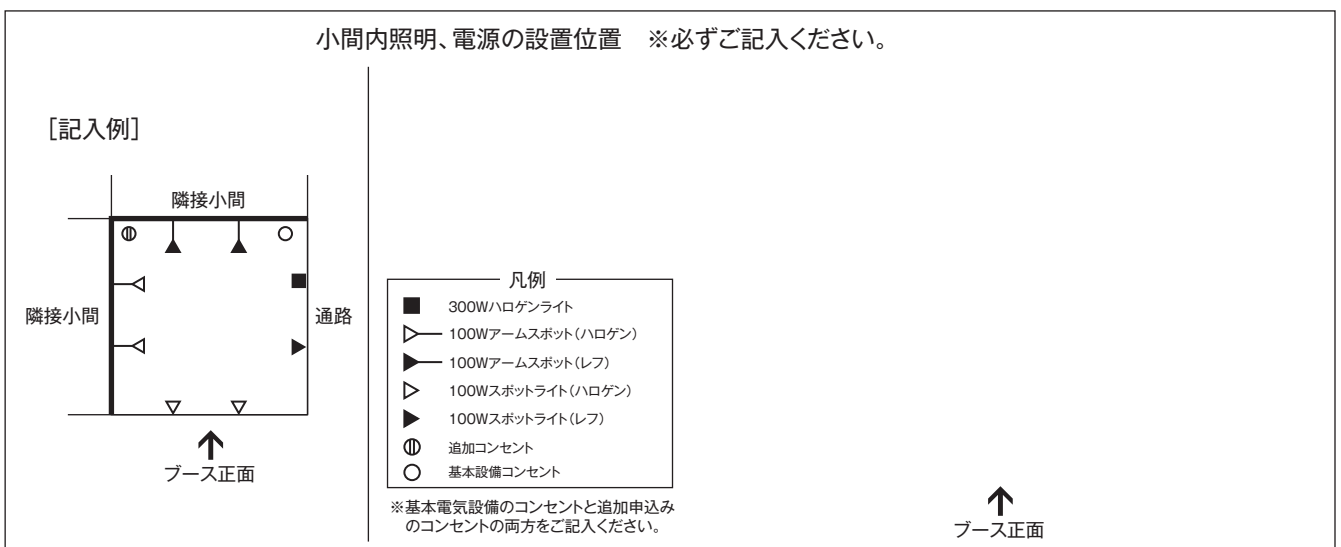 小間内照明、電源の設置位置　※必ずご記入ください。
［記入例］
隣接小間
隣接小間
通路
ブース正面
凡例
300Wハロゲンライト
100Wアームスポット（ハロゲン）
100Wアームスポット（レフ）
100Wスポットライト（ハロゲン）
100Wスポットライト（レフ）
追加コンセント
基本設備コンセント
※基本電気設備のコンセントと追加申込み
のコンセントの両方をご記入ください。
ブース正面